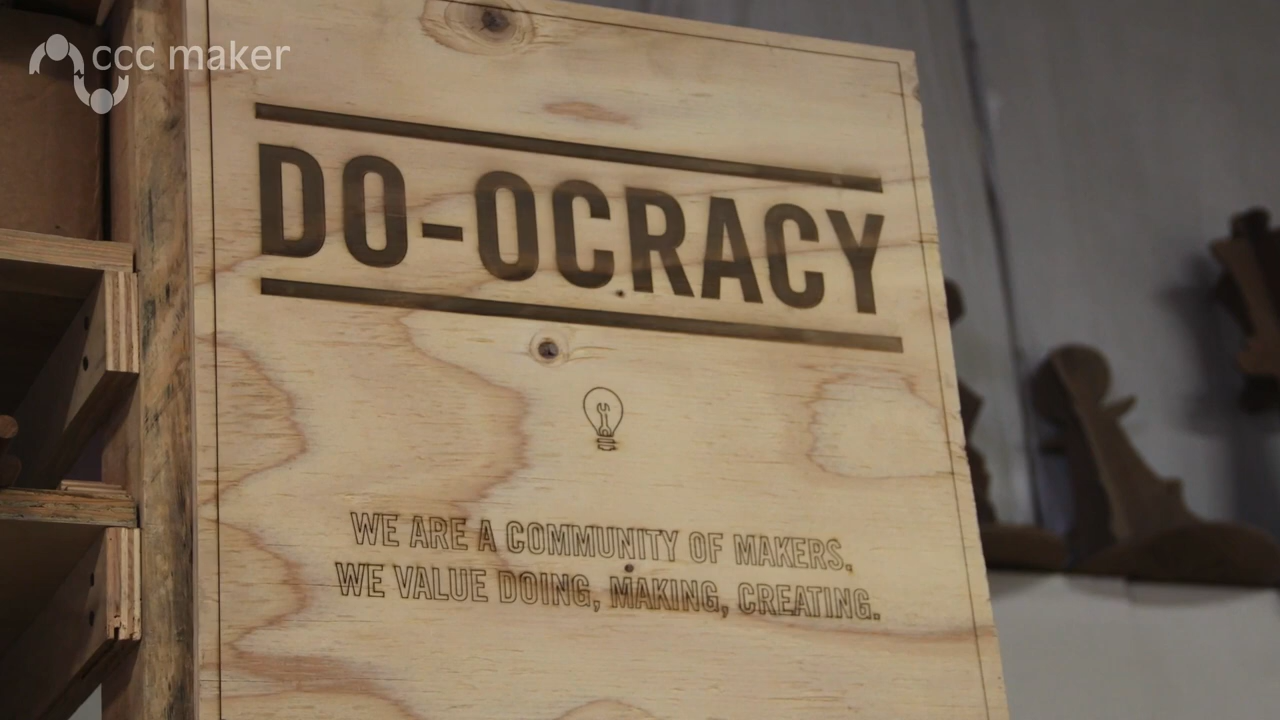 ccc maker
DO-OCRACY
WE ARE A COMMUNITY OF MAKERS.
WE VALUE DOING, MAKING, CREATING.